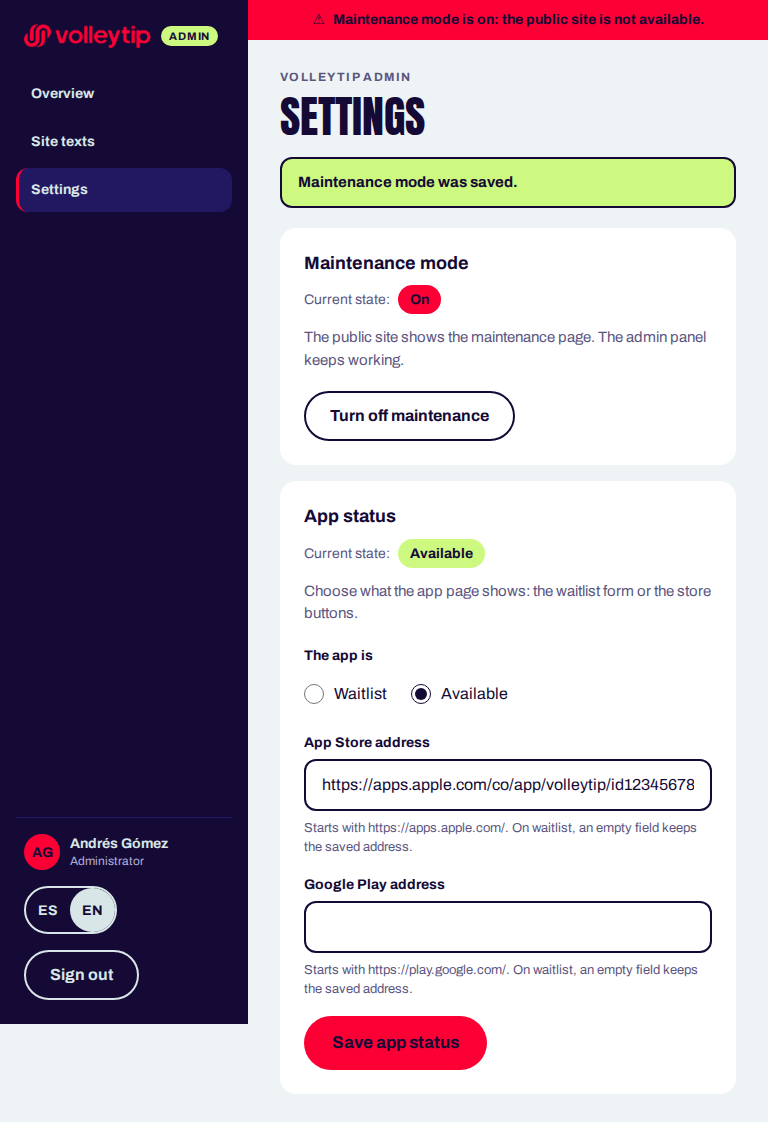 volleytip ADMIN
Overview
Site texts
Settings
Andrés Gómez
AG
Administrator
ES EN
Sign out
⚠ Maintenance mode is on: the public site is not available.
VOLLEYTIP ADMIN
SETTINGS
Maintenance mode was saved.
Maintenance mode
Current state: On
The public site shows the maintenance page. The admin panel
keeps working.
Turn off maintenance
App status
Current state: Available
Choose what the app page shows: the waitlist form or the store
buttons.
The app is
Waitlist Available
App Store address
https://apps.apple.com/co/app/volleytip/id12345678
Starts with https://apps.apple.com/. On waitlist, an empty field keeps
the saved address.
Google Play address
Starts with https://play.google.com/. On waitlist, an empty field keeps
the saved address.
Save app status